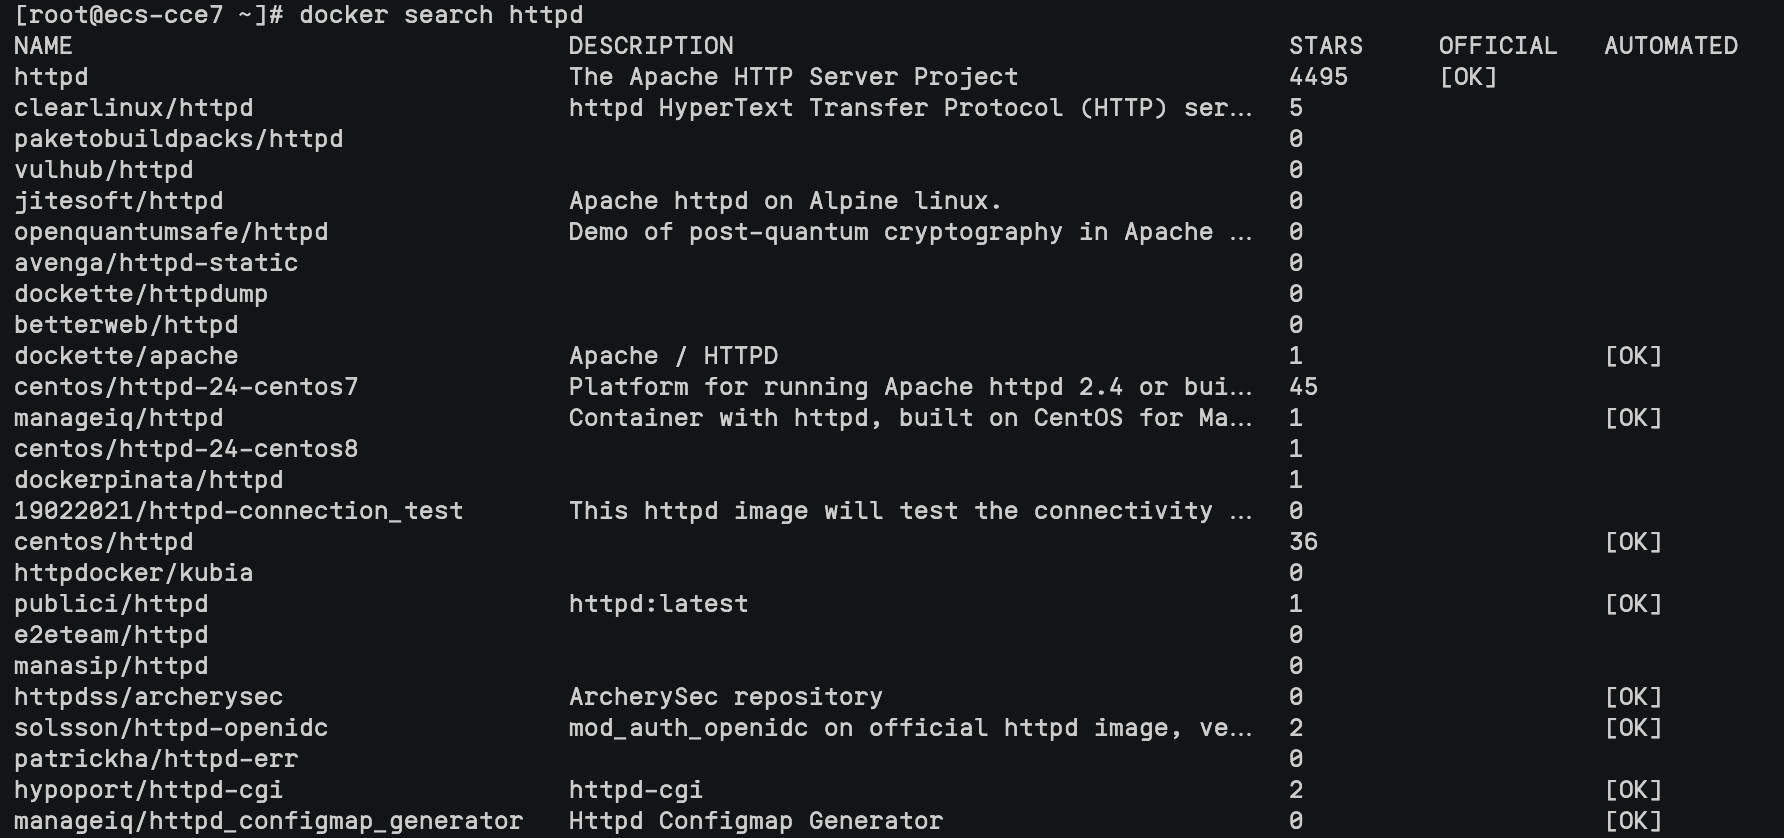 [root@ecs-cce7 ~]# docker search httpd
NAME                                 DESCRIPTION                                     STARS     OFFICIAL   AUTOMATED
httpd                                The Apache HTTP Server Project                  4495      [OK]
clearlinux/httpd                     httpd HyperText Transfer Protocol (HTTP) ser…   5
paketobuildpacks/httpd                                                               0
vulhub/httpd                                                                         0
jitesoft/httpd                       Apache httpd on Alpine linux.                   0
openquantumsafe/httpd                Demo of post-quantum cryptography in Apache …   0
avenga/httpd-static                                                                  0
dockette/httpdump                                                                    0
betterweb/httpd                                                                      0
dockette/apache                      Apache / HTTPD                                  1                    [OK]
centos/httpd-24-centos7              Platform for running Apache httpd 2.4 or bui…   45
manageiq/httpd                       Container with httpd, built on CentOS for Ma…   1                    [OK]
centos/httpd-24-centos8                                                              1
dockerpinata/httpd                                                                   1
19022021/httpd-connection_test       This httpd image will test the connectivity …   0
centos/httpd                                                                         36                   [OK]
httpdocker/kubia                                                                     0
publici/httpd                        httpd:latest                                    1                    [OK]
e2eteam/httpd                                                                        0
manasip/httpd                                                                        0
httpdss/archerysec                   ArcherySec repository                           0                    [OK]
solsson/httpd-openidc                mod_auth_openidc on official httpd image, ve…   2                    [OK]
patrickha/httpd-err                                                                  0
hypoport/httpd-cgi                   httpd-cgi                                       2                    [OK]
manageiq/httpd_configmap_generator   Httpd Configmap Generator                       0                    [OK]